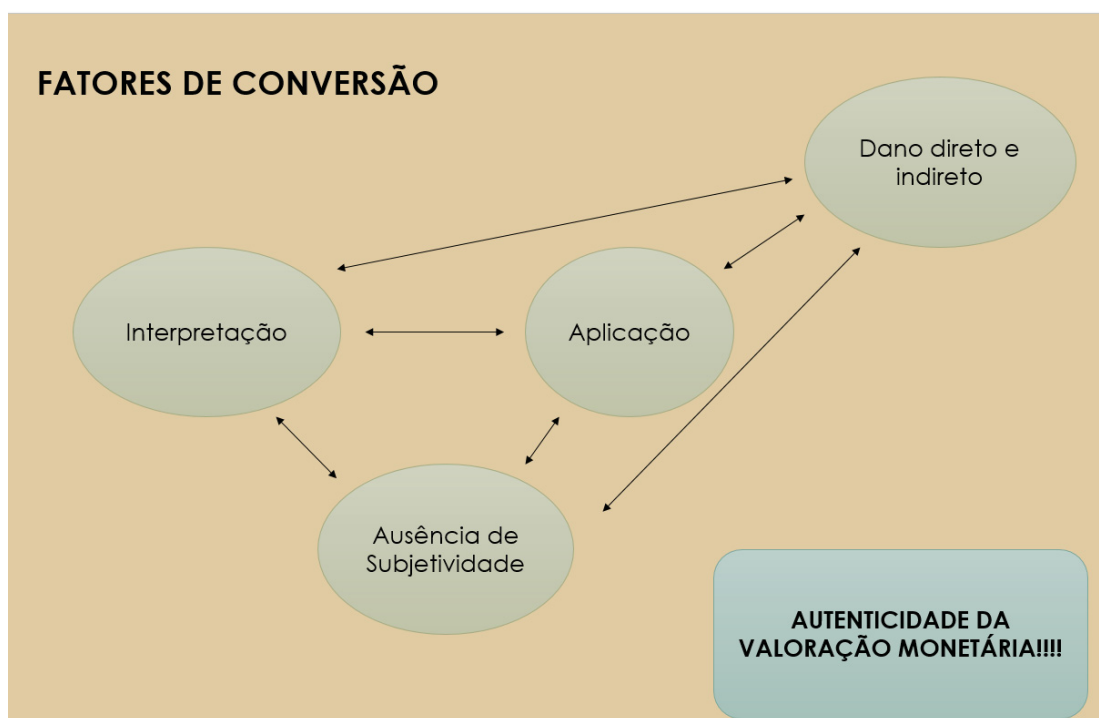 FATORES DE CONVERSÃO
Dano direto e
indireto
Interpretação
Aplicação
Ausência de
Subjetividade
AUTENTICIDADE DA
VALORAÇÃO MONETÁRIA!!!!